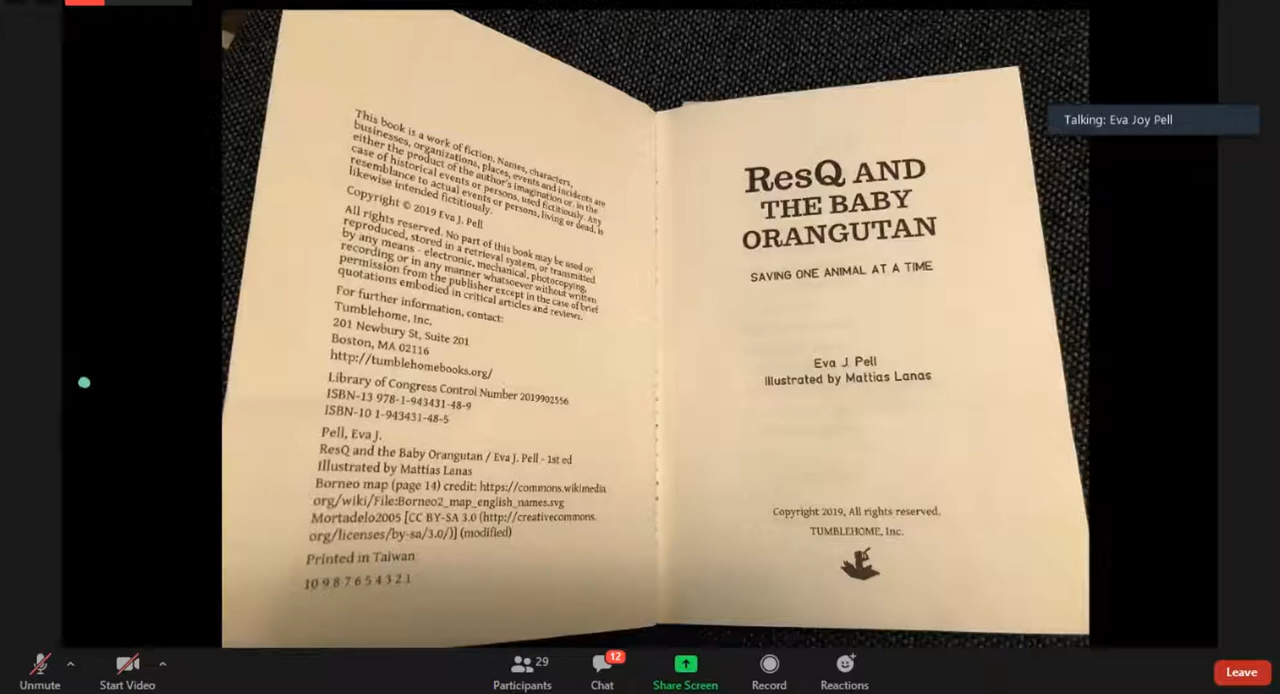 Talking: Eva Joy Pell
This book is a work of fiction. Names, characters,
businesses, organizations, places, events and incidents are
either the product of the author's imagination or, in the
case of historical events or persons, used fictitiously. Any
resemblance to actual events or persons, living or dead, is
likewise intended fictitiously.
Copyright © 2019 Eva J. Pell
All rights reserved. No part of this book may be used or
reproduced, stored in a retrieval system, or transmitted
by any means - electronic, mechanical, photocopying,
recording or in any manner whatsoever without written
permission from the publisher except in the case of brief
quotations embodied in critical articles and reviews.
For further information, contact:
Tumblehome, Inc.
201 Newbury St, Suite 201
Boston, MA 02116
http://tumblehomebooks.org/
Library of Congress Control Number 2019902556
ISBN-13 978-1-943431-48-9
ISBN-10 1-943431-48-5
Pell, Eva J.
ResQ and the Baby Orangutan / Eva J. Pell - 1st ed
Illustrated by Mattias Lanas
Borneo map (page 14) credit: https://commons.wikimedia
org/wiki/File:Borneo2_map_english_names.svg
Mortadelo2005 [CC BY-SA 3.0 (http://creativecommons.
org/licenses/by-sa/3.0/)] (modified)
Printed in Taiwan
10 9 8 7 6 5 4 3 2 1
ResQ AND
THE BABY
ORANGUTAN
SAVING ONE ANIMAL AT A TIME
Eva J. Pell
Illustrated by Mattias Lanas
Copyright 2019, All rights reserved.
TUMBLEHOME, Inc.
Unmute
Start Video
29
Participants
12
Chat
Share Screen
Record
Reactions
Leave